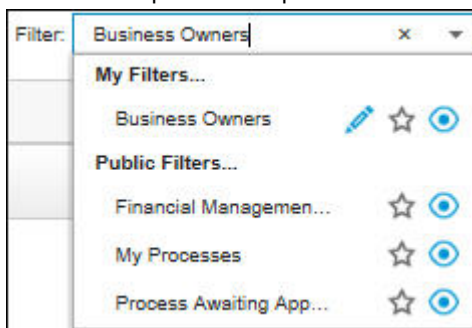 Filter: Business Owners
My Filters...
Business Owners
Public Filters...
Financial Managemen...
My Processes
Process Awaiting App...